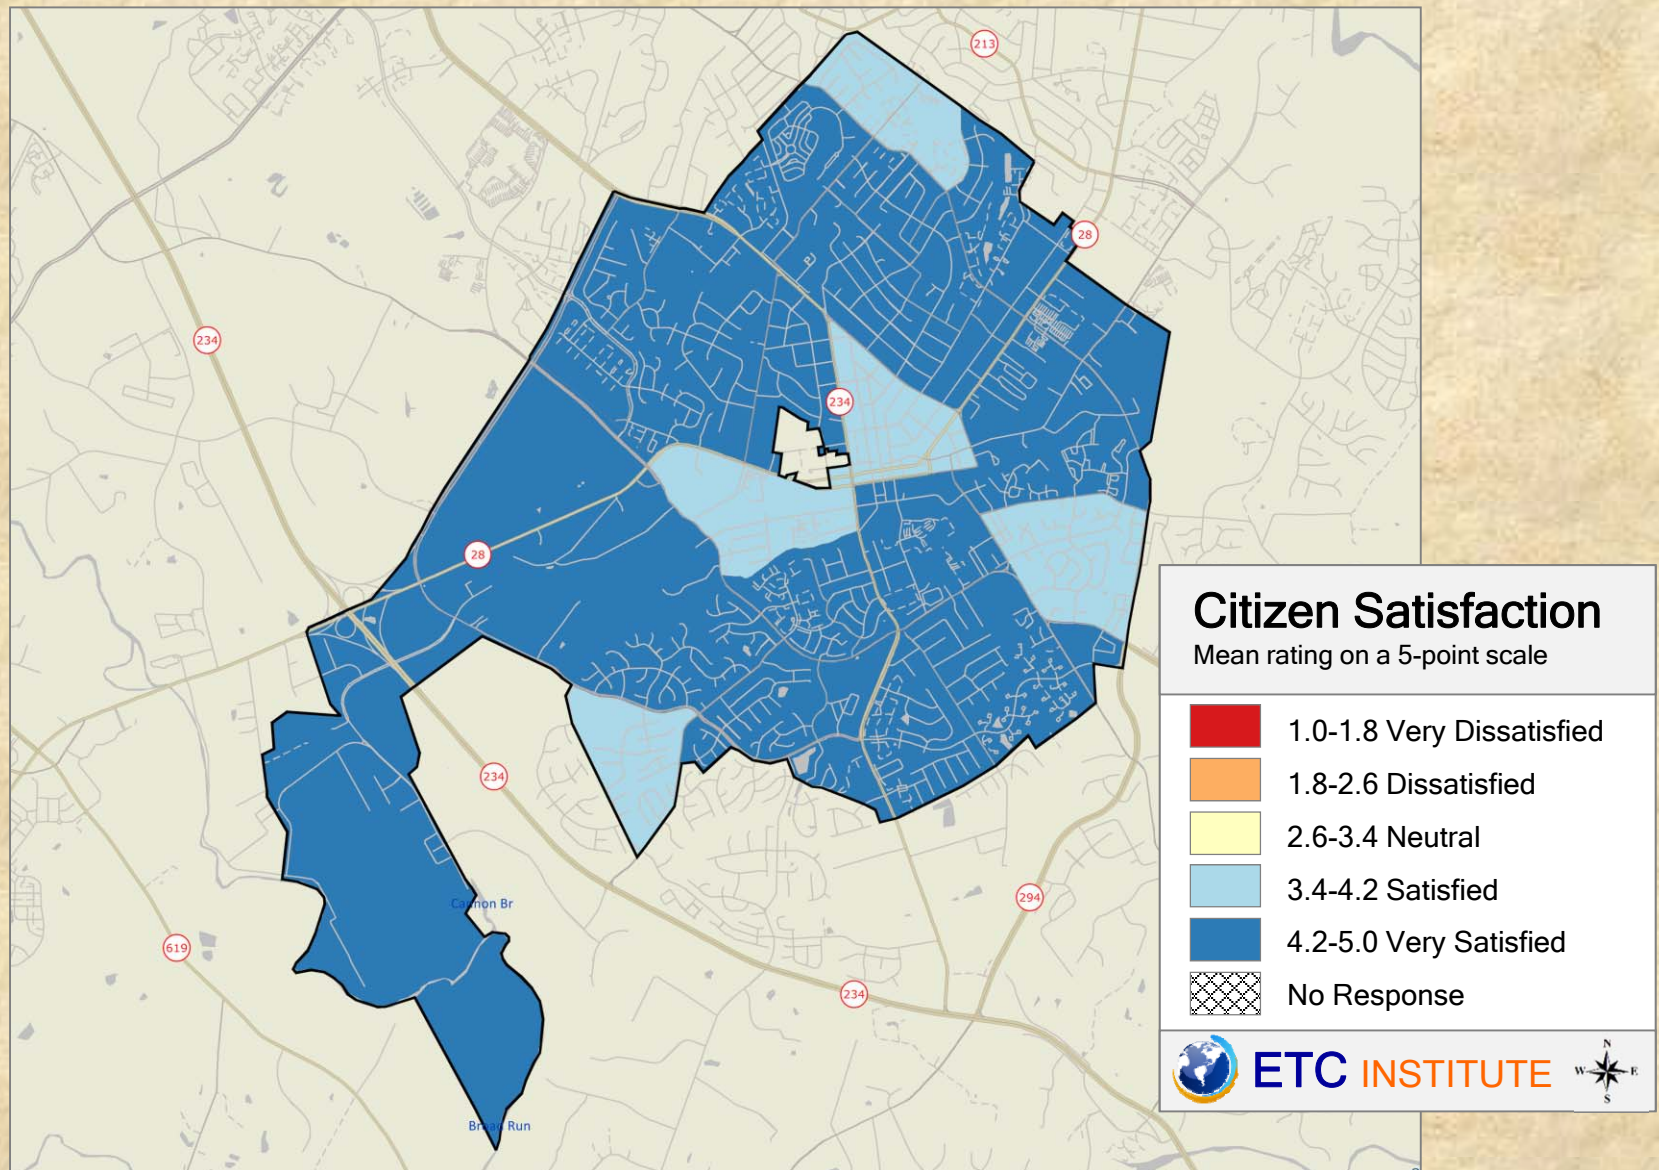 213
28
234
234
28
234
Cannon Br
294
619
234
Broad Run
Citizen Satisfaction
Mean rating on a 5-point scale
1.0-1.8 Very Dissatisfied
1.8-2.6 Dissatisfied
2.6-3.4 Neutral
3.4-4.2 Satisfied
4.2-5.0 Very Satisfied
No Response
ETC INSTITUTE
N
W E
S